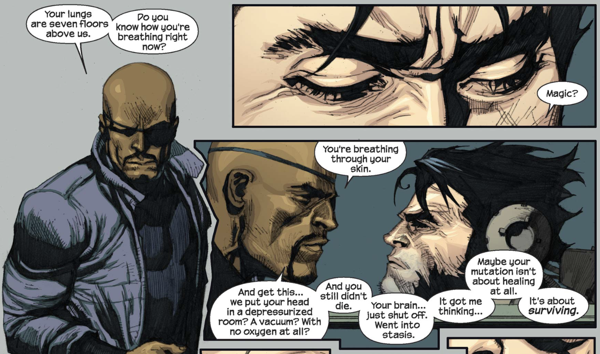 Your lungs
are seven floors
above us.
Do you
know how you're
breathing right
now?
Magic?
You're breathing
through your
skin.
And get this...
we put your head
in a depressurized
room? A vacuum? With
no oxygen at all?
And you
still didn't
die.
Your brain...
just shut off.
Went into
stasis.
It got me
thinking...
Maybe your
mutation isn't
about healing
at all.
It's about
surviving.